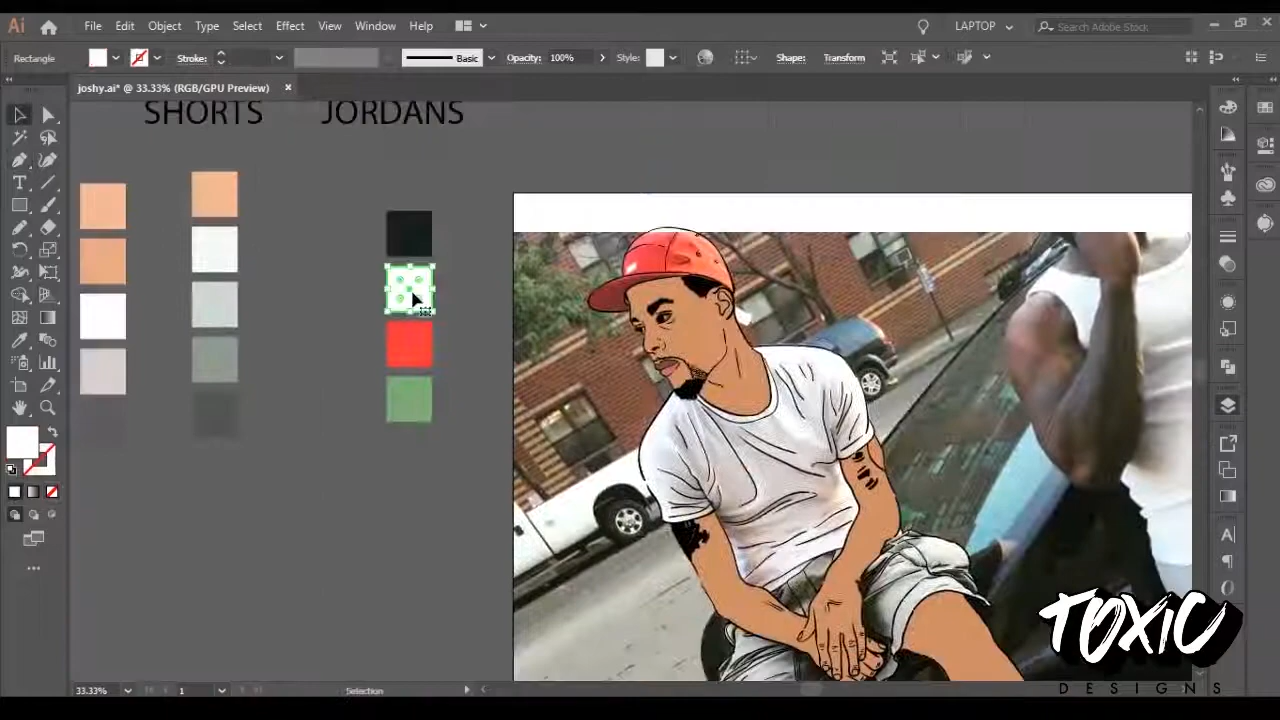 Ai File Edit Object Type Select Effect View Window Help LAPTOP Search Adobe Stock
Rectangle Stroke: Basic Opacity: 100% Style: Shape: Transform
joshy.ai* @ 33.33% (RGB/GPU Preview)
SHORTS JORDANS
TOXIC
DESIGNS
33.33% 1 Selection